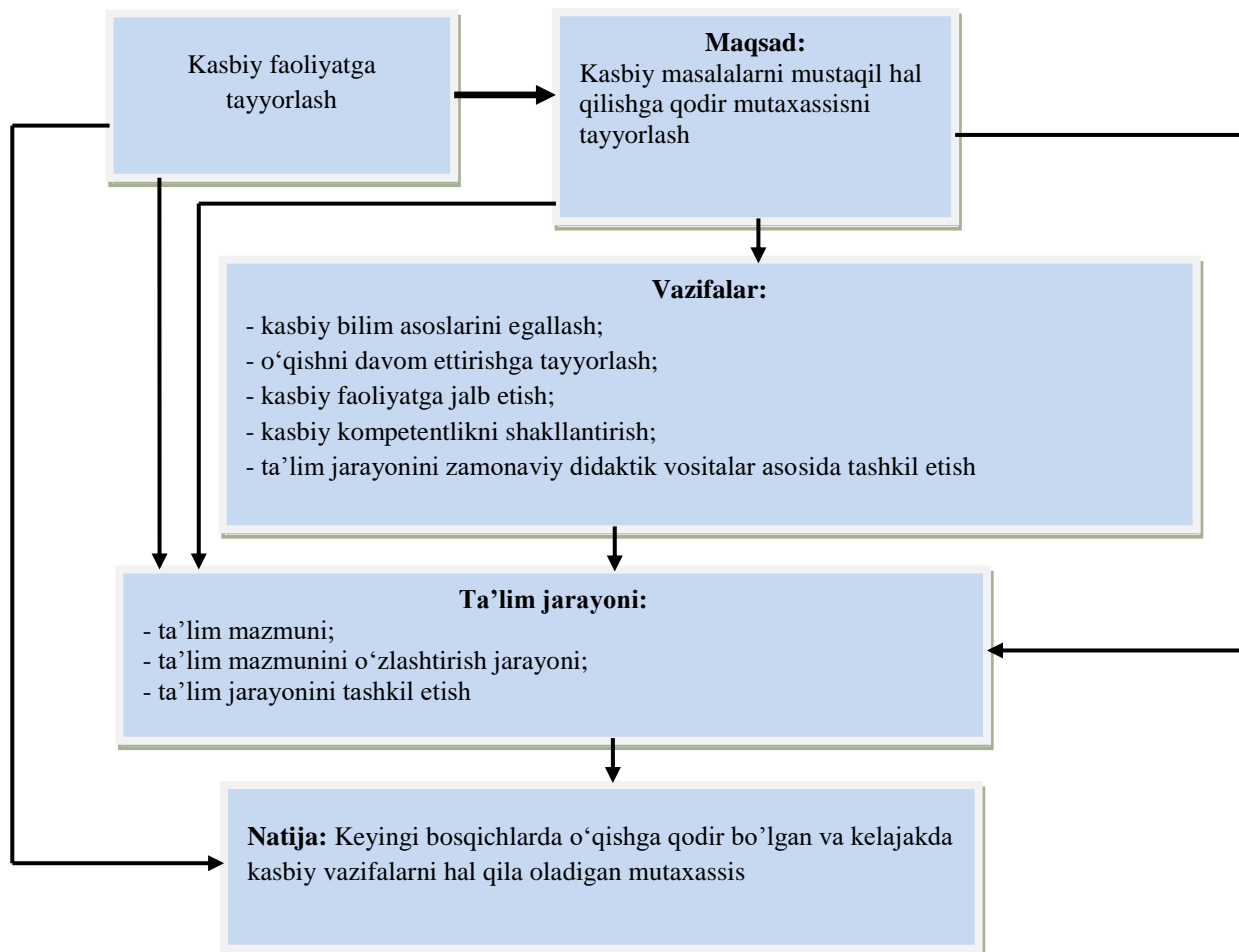 Kasbiy faoliyatga
tayyorlash
Maqsad:
Kasbiy masalalarni mustaqil hal
qilishga qodir mutaxassisni
tayyorlash
Vazifalar:
- kasbiy bilim asoslarini egallash;
- o‘qishni davom ettirishga tayyorlash;
- kasbiy faoliyatga jalb etish;
- kasbiy kompetentlikni shakllantirish;
- ta’lim jarayonini zamonaviy didaktik vositalar asosida tashkil etish
Ta’lim jarayoni:
- ta’lim mazmuni;
- ta’lim mazmunini o‘zlashtirish jarayoni;
- ta’lim jarayonini tashkil etish
Natija: Keyingi bosqichlarda o‘qishga qodir bo’lgan va kelajakda
kasbiy vazifalarni hal qila oladigan mutaxassis